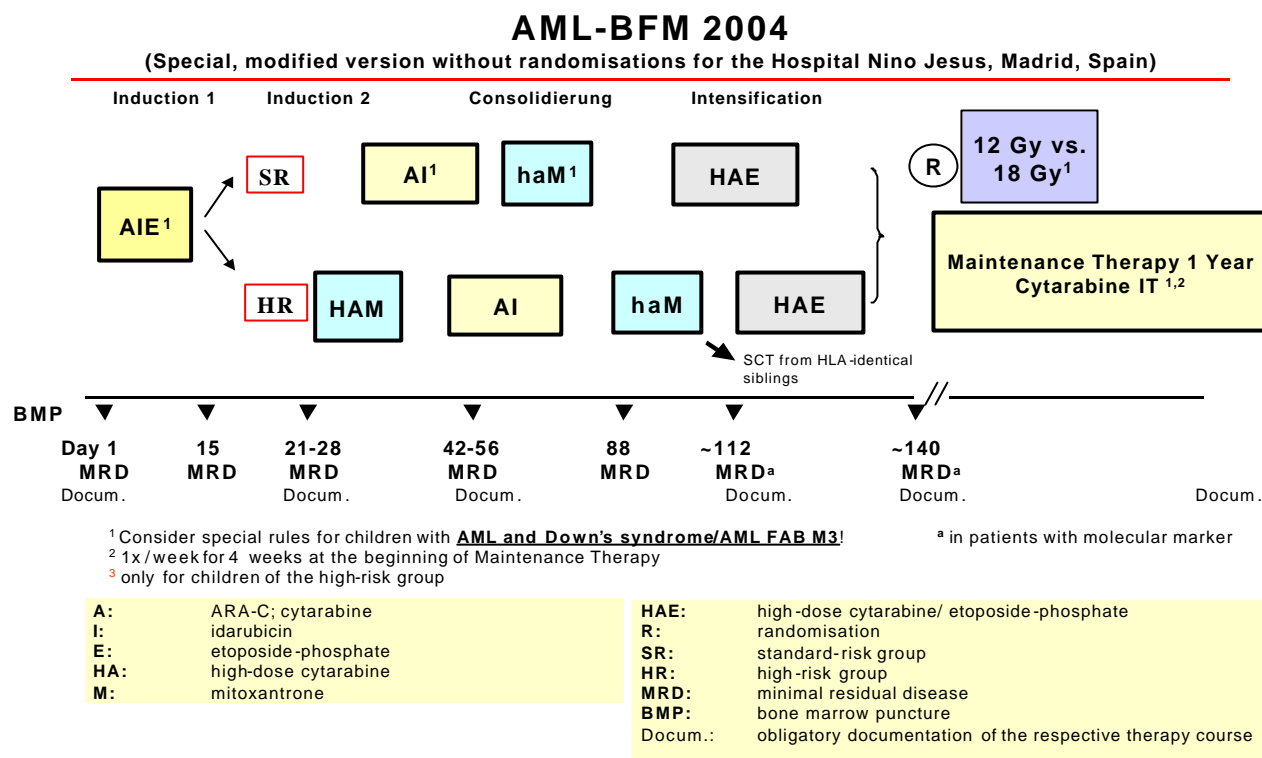 AML-BFM 2004
(Special, modified version without randomisations for the Hospital Nino Jesus, Madrid, Spain)
Induction 1 Induction 2 Consolidierung Intensification
SR
AI¹
haM¹
HAE
R
12 Gy vs.
18 Gy¹
AIE¹
HR
HAM
AI
haM
HAE
Maintenance Therapy 1 Year
Cytarabine IT ¹,²
SCT from HLA-identical
siblings
BMP
Day 1 15 21-28 42-56 88 ~112 ~140
MRD MRD MRD MRD MRD MRDᵃ MRDᵃ
Docum. Docum. Docum. Docum. Docum. Docum.
¹ Consider special rules for children with AML and Down's syndrome/AML FAB M3!
ᵃ in patients with molecular marker
² 1x/week for 4 weeks at the beginning of Maintenance Therapy
³ only for children of the high-risk group
A: ARA-C; cytarabine
I: idarubicin
E: etoposide-phosphate
HA: high-dose cytarabine
M: mitoxantrone
HAE: high-dose cytarabine/ etoposide-phosphate
R: randomisation
SR: standard-risk group
HR: high-risk group
MRD: minimal residual disease
BMP: bone marrow puncture
Docum.: obligatory documentation of the respective therapy course